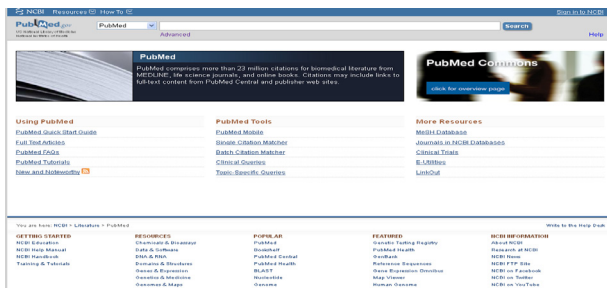 NCBI Resources How To Sign in to NCBI
PubMed.gov PubMed Search
US National Library of Medicine
National Institutes of Health
Advanced Help
PubMed
PubMed comprises more than 23 million citations for biomedical literature from
MEDLINE, life science journals, and online books. Citations may include links to
full-text content from PubMed Central and publisher web sites.
PubMed Commons
click for overview page
Using PubMed
PubMed Quick Start Guide
Full Text Articles
PubMed FAQs
PubMed Tutorials
New and Noteworthy
PubMed Tools
PubMed Mobile
Single Citation Matcher
Batch Citation Matcher
Clinical Queries
Topic-Specific Queries
More Resources
MeSH Database
Journals in NCBI Databases
Clinical Trials
E-Utilities
LinkOut
You are here: NCBI > Literature > PubMed Write to the Help Desk
GETTING STARTED
NCBI Education
NCBI Help Manual
NCBI Handbook
Training & Tutorials
RESOURCES
Chemicals & Bioassays
Data & Software
DNA & RNA
Domains & Structures
Genes & Expression
Genetics & Medicine
Genomes & Maps
POPULAR
PubMed
Bookshelf
PubMed Central
PubMed Health
BLAST
Nucleotide
Genome
FEATURED
Genetic Testing Registry
PubMed Health
GenBank
Reference Sequences
Gene Expression Omnibus
Map Viewer
Human Genome
NCBI INFORMATION
About NCBI
Research at NCBI
NCBI News
NCBI FTP Site
NCBI on Facebook
NCBI on Twitter
NCBI on YouTube